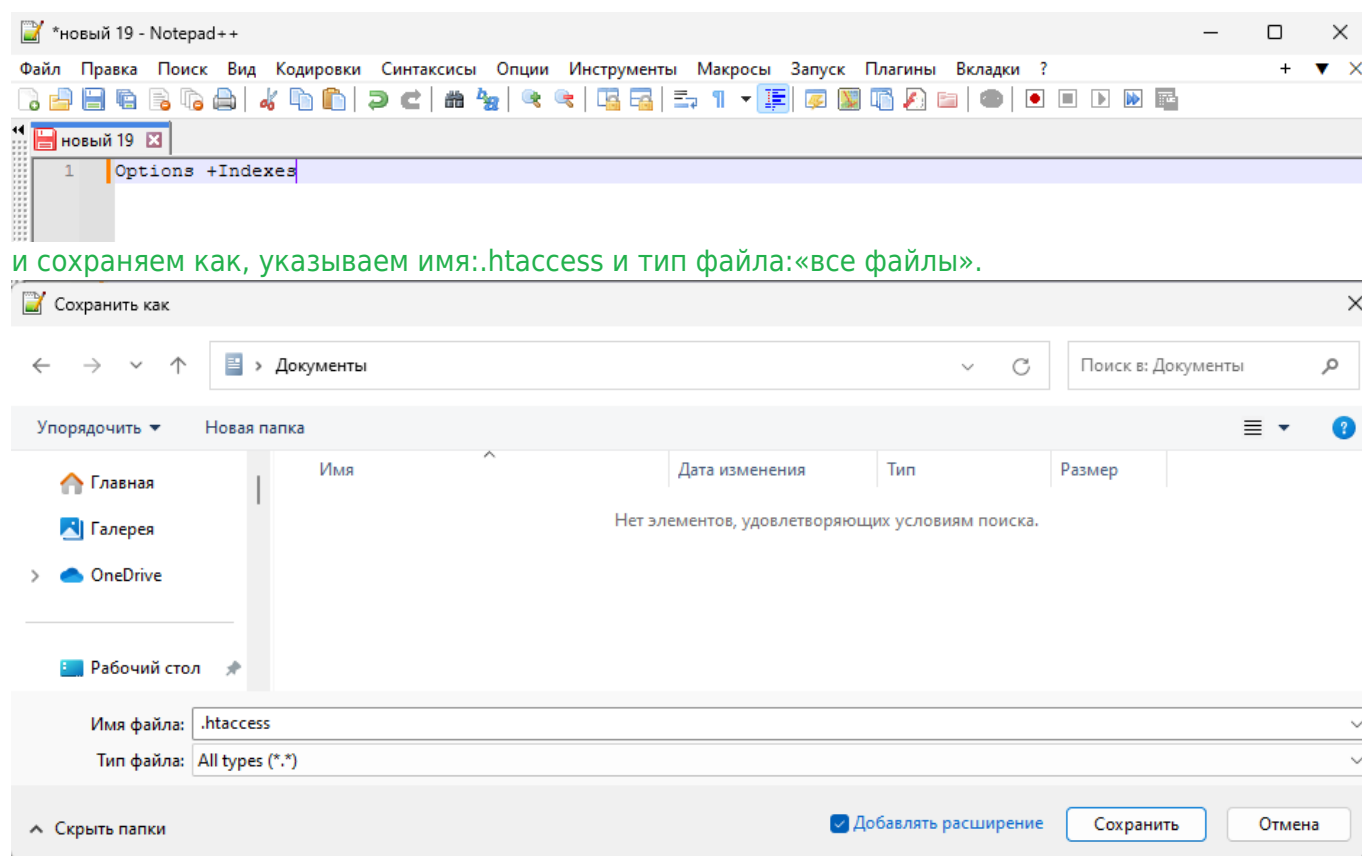 *новый 19 - Notepad++
Файл Правка Поиск Вид Кодировки Синтаксисы Опции Инструменты Макросы Запуск Плагины Вкладки ?
новый 19
1 Options +Indexes
и сохраняем как, указываем имя:.htaccess и тип файла:«все файлы».
Сохранить как
Документы
Поиск в: Документы
Упорядочить Новая папка
Имя Дата изменения Тип Размер
Главная
Нет элементов, удовлетворяющих условиям поиска.
Галерея
OneDrive
Рабочий стол
Имя файла: .htaccess
Тип файла: All types (*.*)
Скрыть папки Добавлять расширение Сохранить Отмена